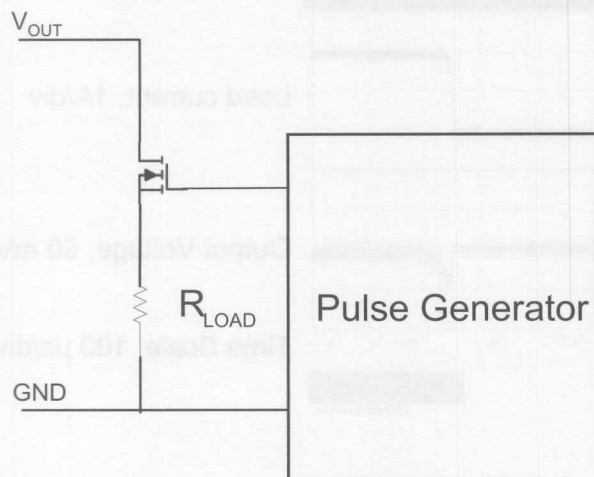 V_OUT
Load current, 1A/div
Output Voltage, 50 mV
R_LOAD
Pulse Generator
Time Scale, 100 µs/div
GND